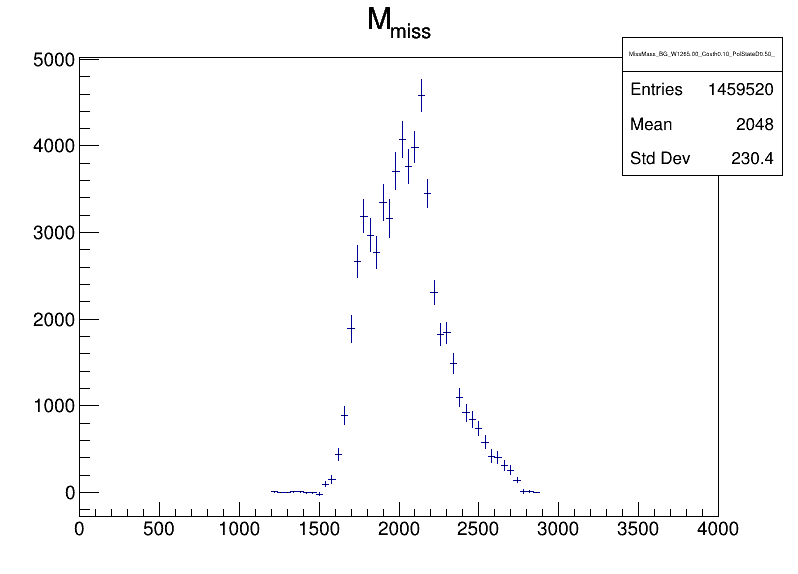 M_miss
MissMass_BG_W1265.00_Costh0.10_PolStateD0.50_
Entries 1459520
Mean 2048
Std Dev 230.4
5000
4000
3000
2000
1000
0
0 500 1000 1500 2000 2500 3000 3500 4000